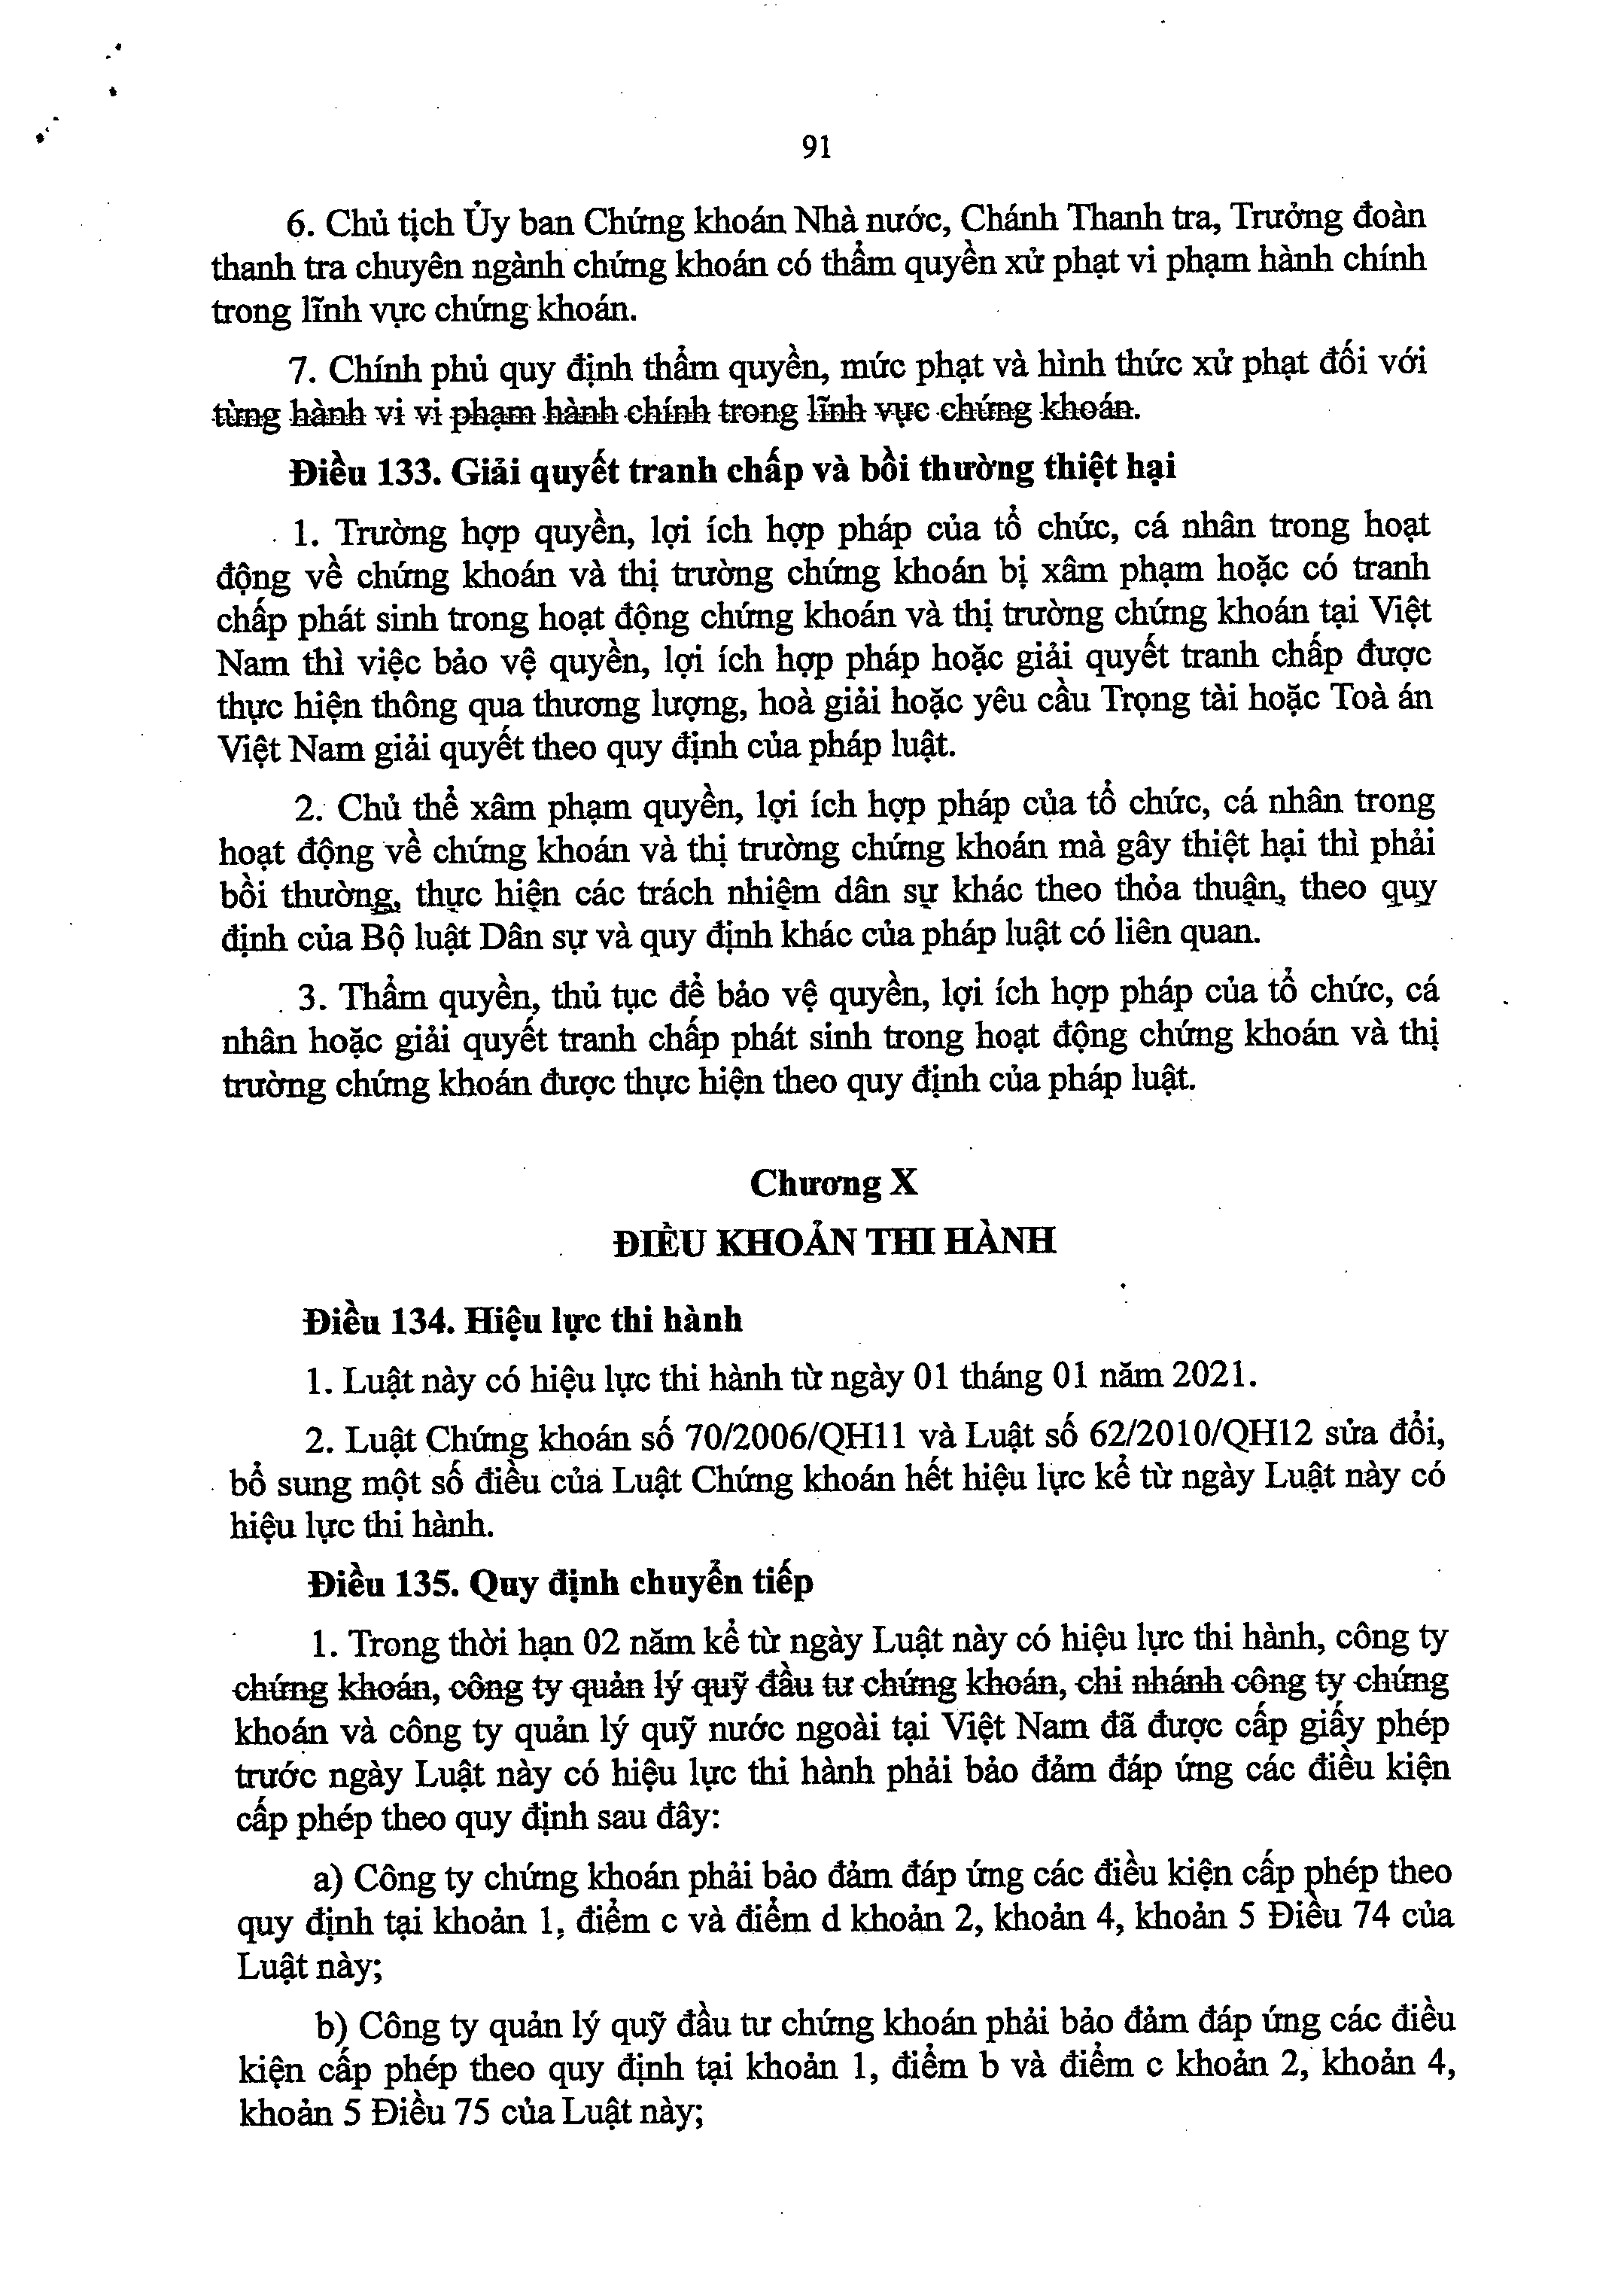 91
6. Chủ tịch Ủy ban Chứng khoán Nhà nước, Chánh Thanh tra, Trưởng đoàn
thanh tra chuyên ngành chứng khoán có thẩm quyền xử phạt vi phạm hành chính
trong lĩnh vực chứng khoán.
7. Chính phủ quy định thẩm quyền, mức phạt và hình thức xử phạt đối với
từng hành vi vi phạm hành chính trong lĩnh vực chứng khoán.
Điều 133. Giải quyết tranh chấp và bồi thường thiệt hại
1. Trường hợp quyền, lợi ích hợp pháp của tổ chức, cá nhân trong hoạt
động về chứng khoán và thị trường chứng khoán bị xâm phạm hoặc có tranh
chấp phát sinh trong hoạt động chứng khoán và thị trường chứng khoán tại Việt
Nam thì việc bảo vệ quyền, lợi ích hợp pháp hoặc giải quyết tranh chấp được
thực hiện thông qua thương lượng, hoà giải hoặc yêu cầu Trọng tài hoặc Toà án
Việt Nam giải quyết theo quy định của pháp luật.
2. Chủ thể xâm phạm quyền, lợi ích hợp pháp của tổ chức, cá nhân trong
hoạt động về chứng khoán và thị trường chứng khoán mà gây thiệt hại thì phải
bồi thường, thực hiện các trách nhiệm dân sự khác theo thỏa thuận, theo quy
định của Bộ luật Dân sự và quy định khác của pháp luật có liên quan.
3. Thẩm quyền, thủ tục để bảo vệ quyền, lợi ích hợp pháp của tổ chức, cá
nhân hoặc giải quyết tranh chấp phát sinh trong hoạt động chứng khoán và thị
trường chứng khoán được thực hiện theo quy định của pháp luật.
Chương X
ĐIỀU KHOẢN THI HÀNH
Điều 134. Hiệu lực thi hành
1. Luật này có hiệu lực thi hành từ ngày 01 tháng 01 năm 2021.
2. Luật Chứng khoán số 70/2006/QH11 và Luật số 62/2010/QH12 sửa đổi,
bổ sung một số điều của Luật Chứng khoán hết hiệu lực kể từ ngày Luật này có
hiệu lực thi hành.
Điều 135. Quy định chuyển tiếp
1. Trong thời hạn 02 năm kể từ ngày Luật này có hiệu lực thi hành, công ty
chứng khoán, công ty quản lý quỹ đầu tư chứng khoán, chi nhánh công ty chứng
khoán và công ty quản lý quỹ nước ngoài tại Việt Nam đã được cấp giấy phép
trước ngày Luật này có hiệu lực thi hành phải bảo đảm đáp ứng các điều kiện
cấp phép theo quy định sau đây:
a) Công ty chứng khoán phải bảo đảm đáp ứng các điều kiện cấp phép theo
quy định tại khoản 1, điểm c và điểm d khoản 2, khoản 4, khoản 5 Điều 74 của
Luật này;
b) Công ty quản lý quỹ đầu tư chứng khoán phải bảo đảm đáp ứng các điều
kiện cấp phép theo quy định tại khoản 1, điểm b và điểm c khoản 2, khoản 4,
khoản 5 Điều 75 của Luật này;